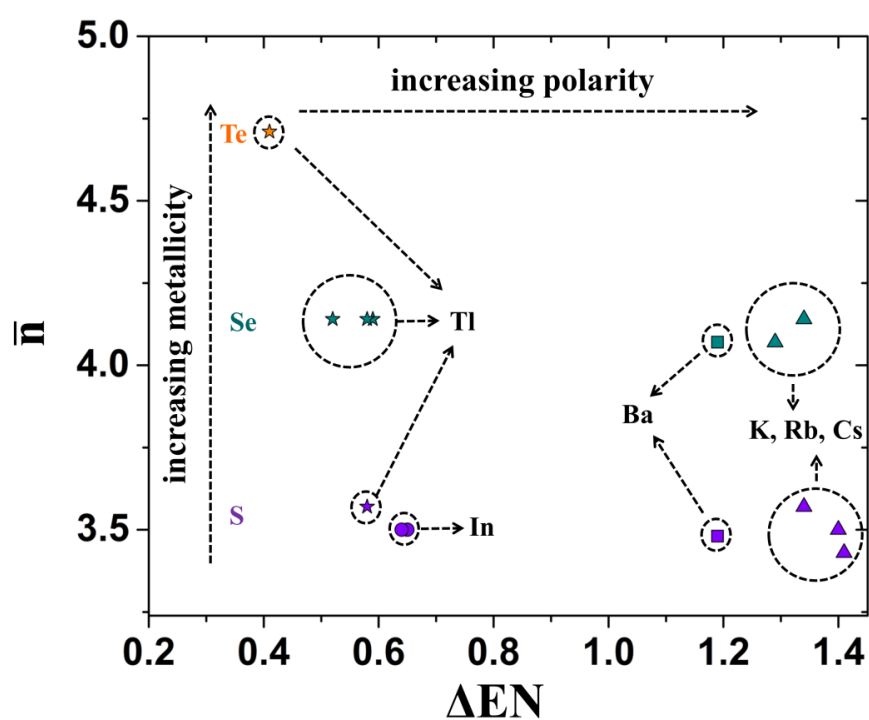 5.0
increasing polarity
Te
4.5
increasing metallicity
Se
Tl
n̅
4.0
Ba
K, Rb, Cs
S
In
3.5
0.2 0.4 0.6 0.8 1.0 1.2 1.4
ΔEN